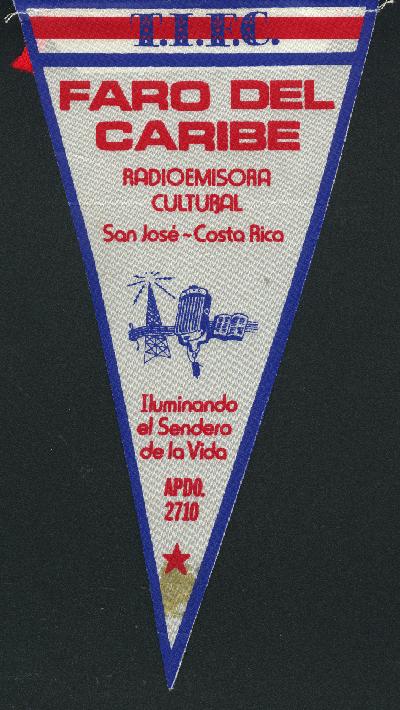 T.I.F.C.
FARO DEL
CARIBE
RADIOEMISORA
CULTURAL
San José ~ Costa Rica
Iluminando
el Sendero
de la Vida
APDO.
2710